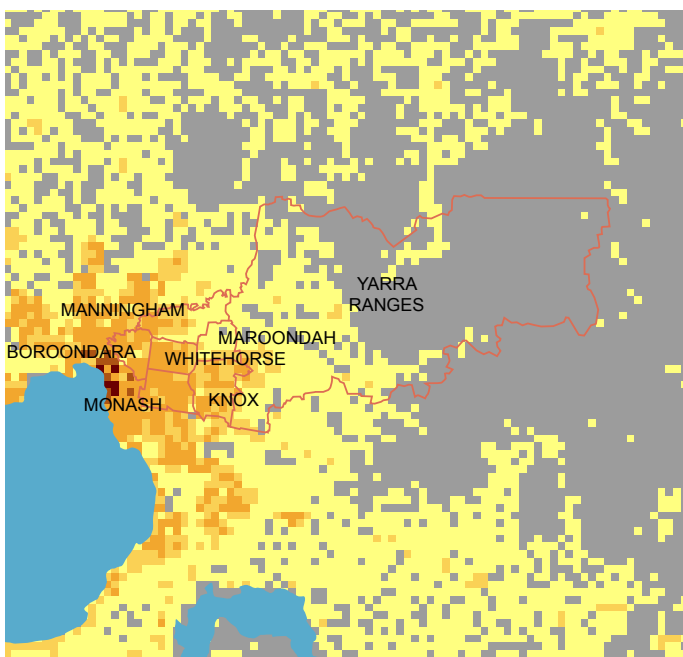 YARRA
RANGES
MANNINGHAM
MAROONDAH
BOROONDARA
WHITEHORSE
MONASH
KNOX